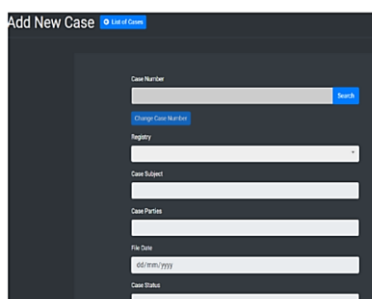 Add New Case List of Cases
Case Number
Search
Change Case Number
Registry
Case Subject
Case Parties
File Date
dd/mm/yyyy
Case Status